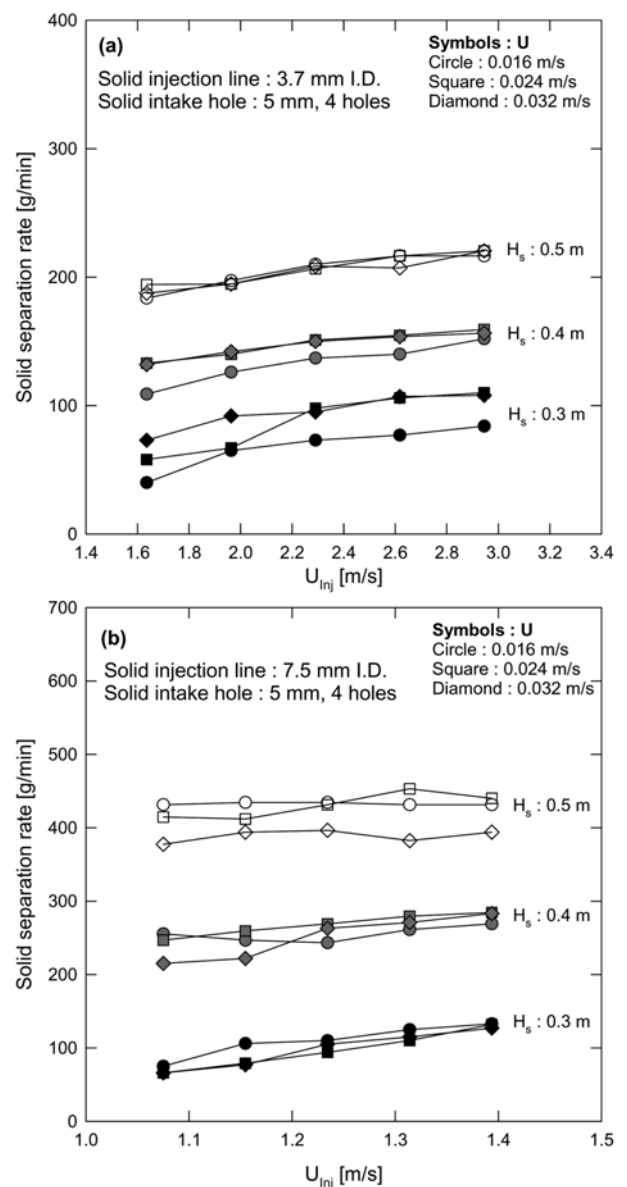 (a)
Symbols : U
Circle : 0.016 m/s
Square : 0.024 m/s
Diamond : 0.032 m/s
Solid injection line : 3.7 mm I.D.
Solid intake hole : 5 mm, 4 holes
Solid separation rate [g/min]
400
300
200
100
0
H_s : 0.5 m
H_s : 0.4 m
H_s : 0.3 m
1.4 1.6 1.8 2.0 2.2 2.4 2.6 2.8 3.0 3.2 3.4
U_Inj [m/s]
(b)
Symbols : U
Circle : 0.016 m/s
Square : 0.024 m/s
Diamond : 0.032 m/s
Solid injection line : 7.5 mm I.D.
Solid intake hole : 5 mm, 4 holes
Solid separation rate [g/min]
700
600
500
400
300
200
100
0
H_s : 0.5 m
H_s : 0.4 m
H_s : 0.3 m
1.0 1.1 1.2 1.3 1.4 1.5
U_Inj [m/s]